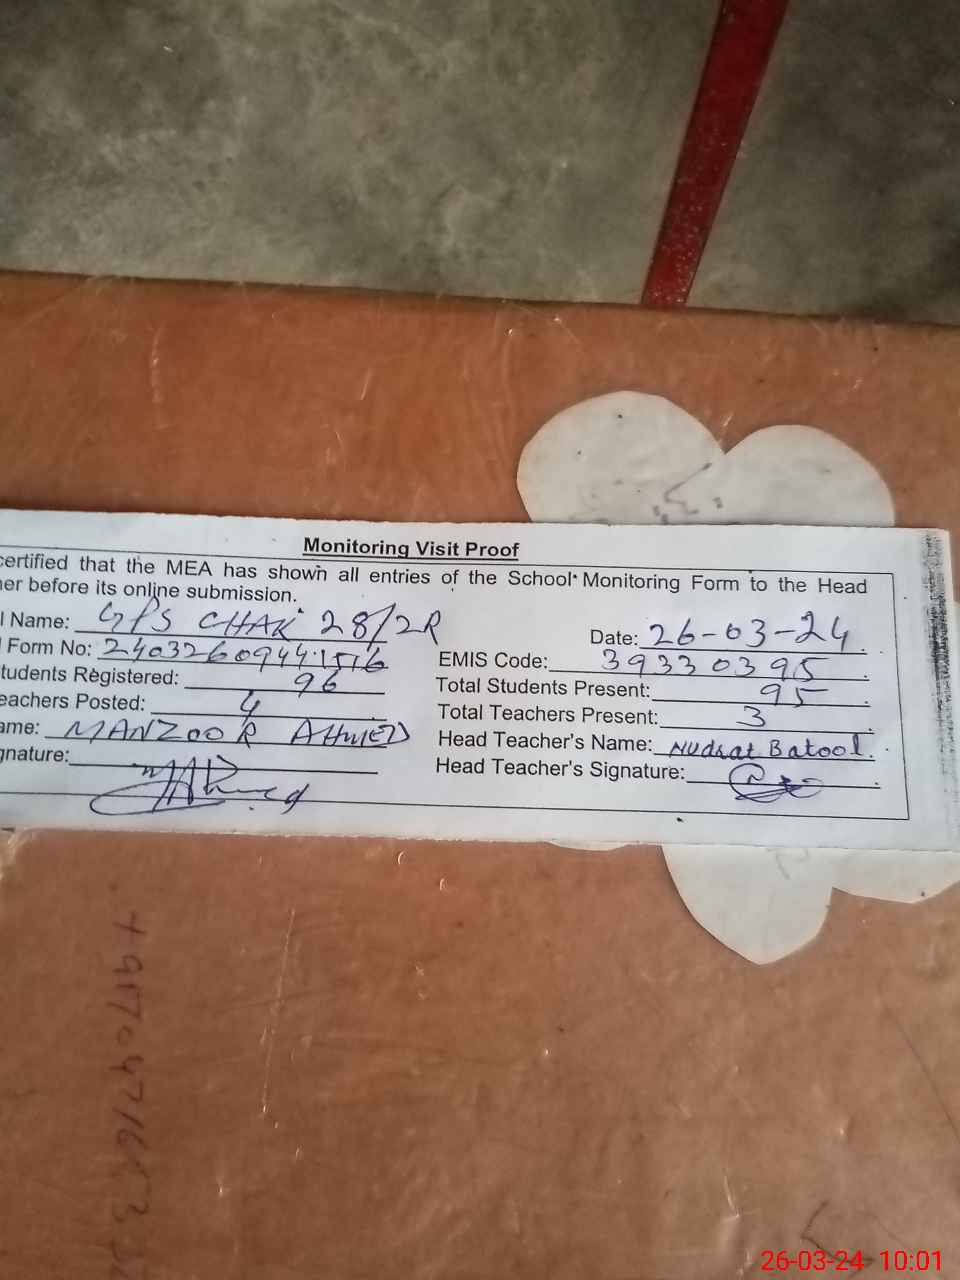 Monitoring Visit Proof
certified that the MEA has shown all entries of the School Monitoring Form to the Head
her before its online submission.
l Name: GPS CHAK 28/2R Date: 26-03-24
Form No: EMIS Code: 39330395
tudents Registered: 96 Total Students Present: 95
eachers Posted: 4 Total Teachers Present: 3
ame: MANZOOR AHMED Head Teacher's Name: Nudrat Batool
gnature: Head Teacher's Signature:
26-03-24 10:01